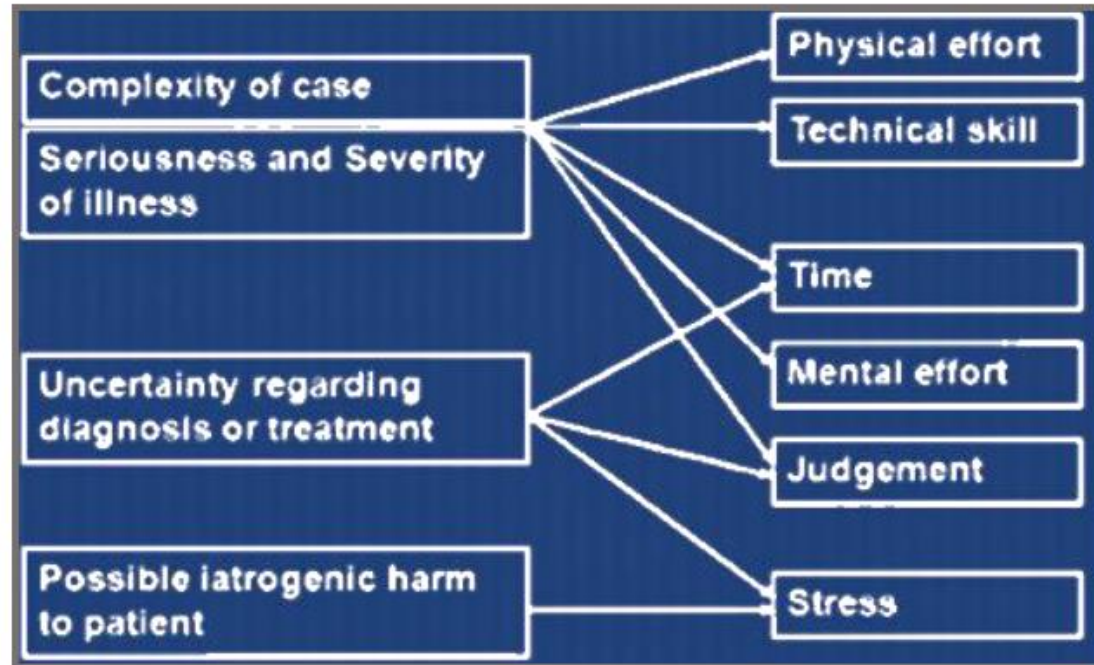 Complexity of case
Seriousness and Severity
of illness
Uncertainty regarding
diagnosis or treatment
Possible iatrogenic harm
to patient
Physical effort
Technical skill
Time
Mental effort
Judgement
Stress